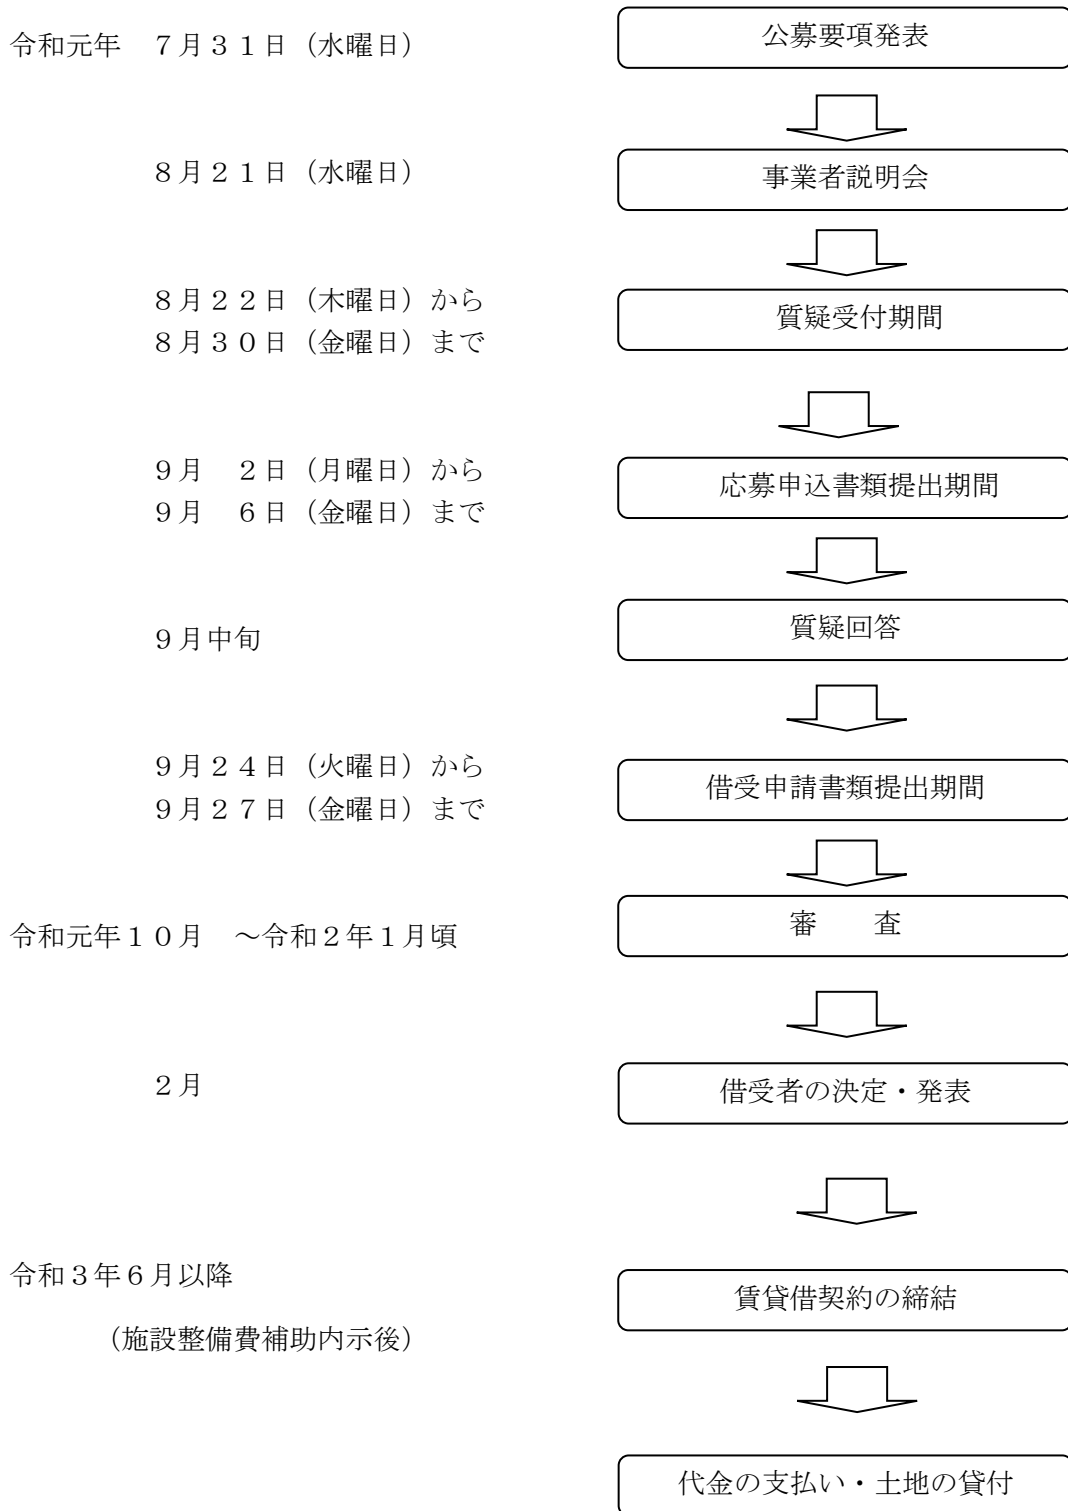 令和元年　７月３１日（水曜日）　公募要項発表
８月２１日（水曜日）　事業者説明会
８月２２日（木曜日）から
８月３０日（金曜日）まで
質疑受付期間
９月　２日（月曜日）から
９月　６日（金曜日）まで
応募申込書類提出期間
９月中旬　質疑回答
９月２４日（火曜日）から
９月２７日（金曜日）まで
借受申請書類提出期間
令和元年１０月　～令和２年１月頃　審　　査
２月　借受者の決定・発表
令和３年６月以降
（施設整備費補助内示後）
賃貸借契約の締結
代金の支払い・土地の貸付